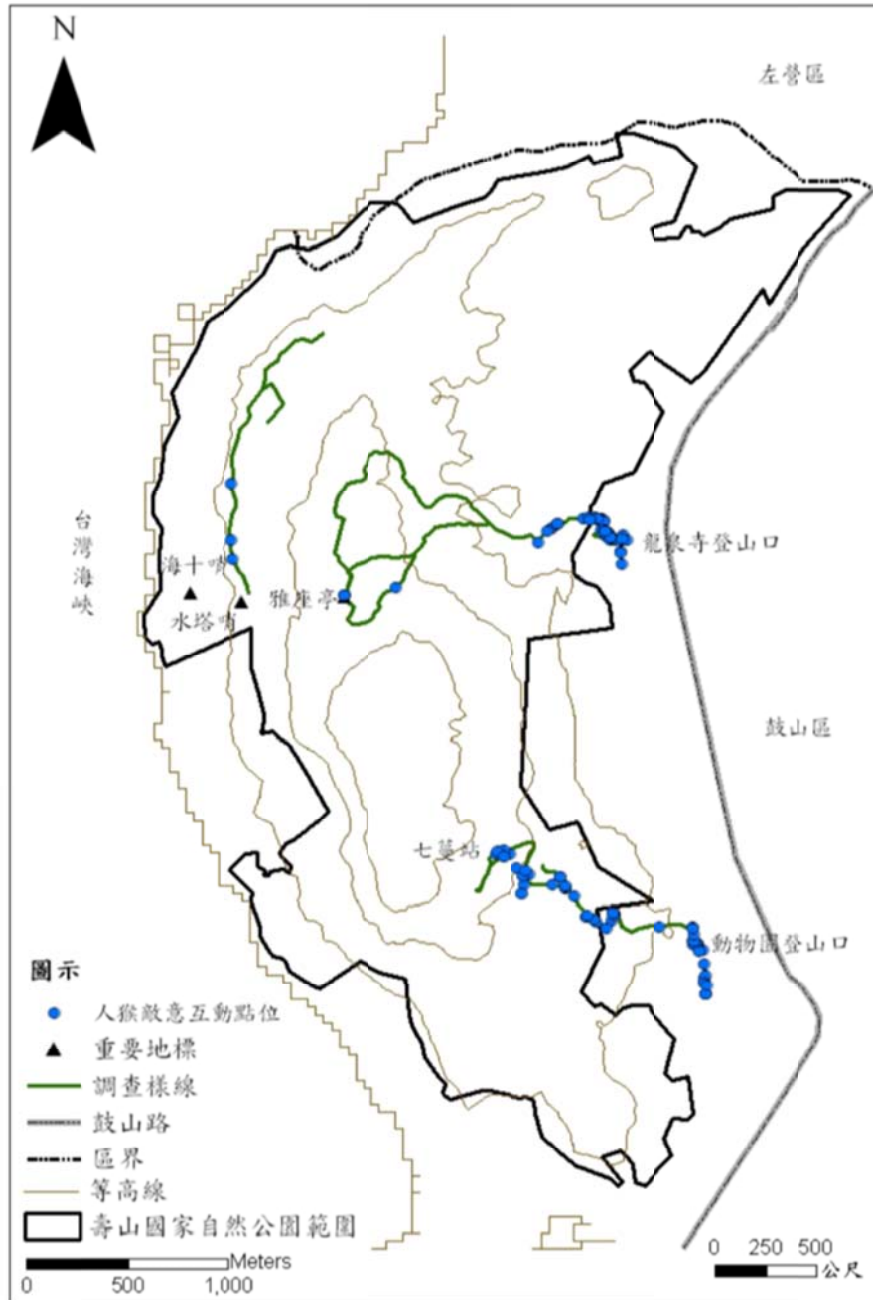 N
左營區
台灣海峽
海十哨
水塔哨
雅座亭
龍泉寺登山口
鼓山區
七蔓站
動物園登山口
圖示
人猴敵意互動點位
重要地標
調查樣線
鼓山路
區界
等高線
壽山國家自然公園範圍
Meters
0 500 1,000
0 250 500
公尺